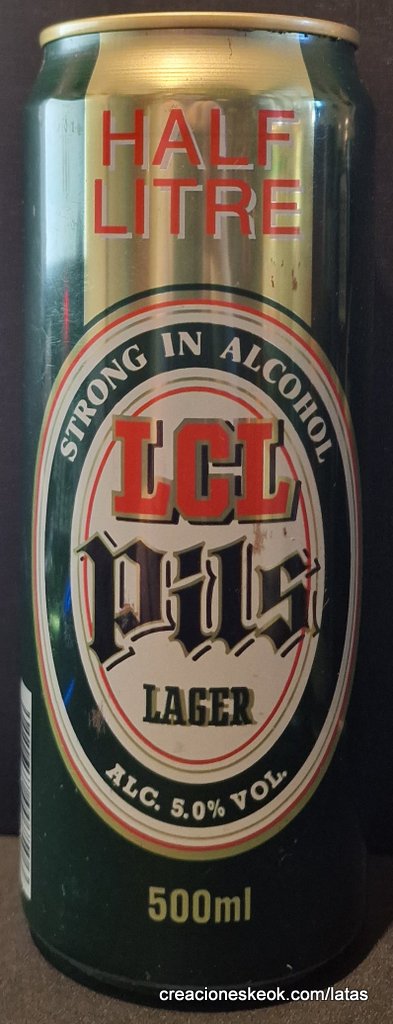 HALF
LITRE
STRONG IN ALCOHOL
LCL
Pils
LAGER
ALC. 5.0% VOL.
500ml
creacioneskeok.com/latas